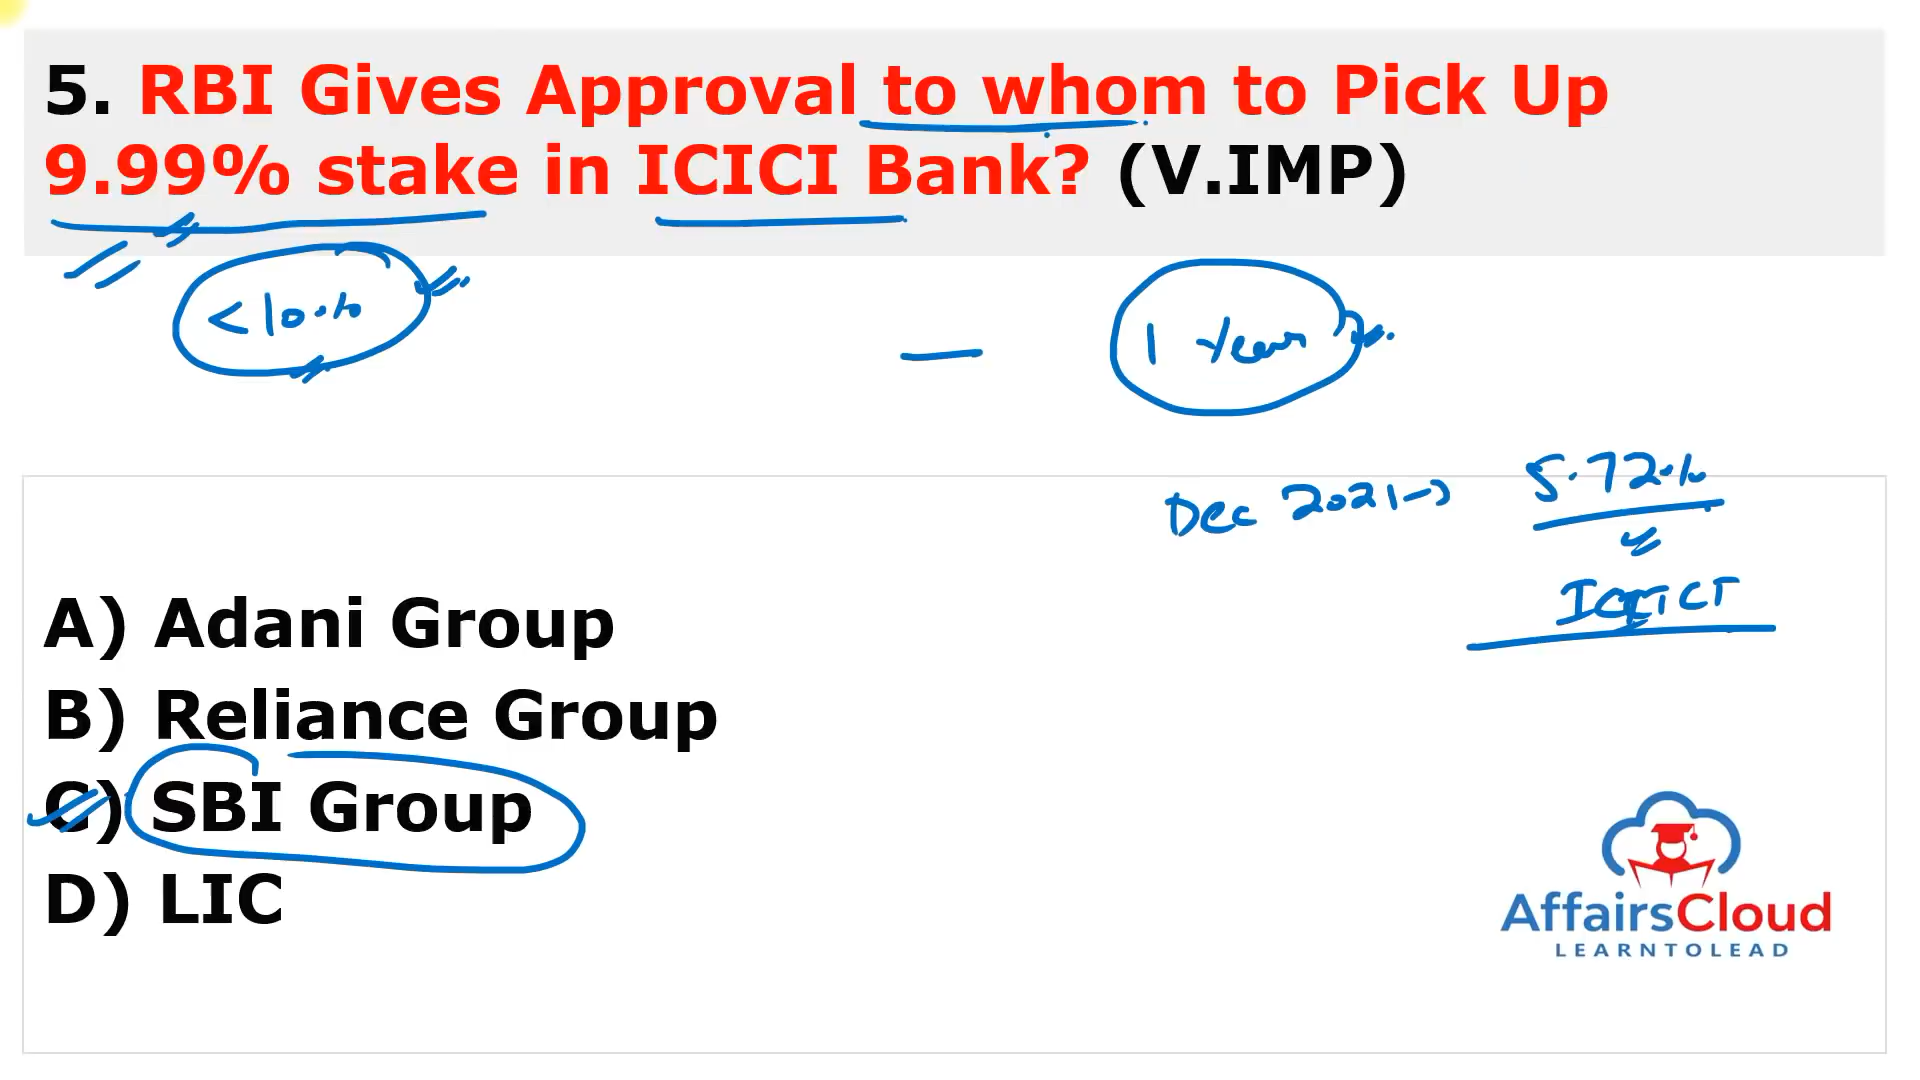 5. RBI Gives Approval to whom to Pick Up
9.99% stake in ICICI Bank? (V.IMP)
<10%
1 Year
Dec 2021→ 5.72%
ICICI
A) Adani Group
B) Reliance Group
C) SBI Group
D) LIC
AffairsCloud
LEARNTOLEAD